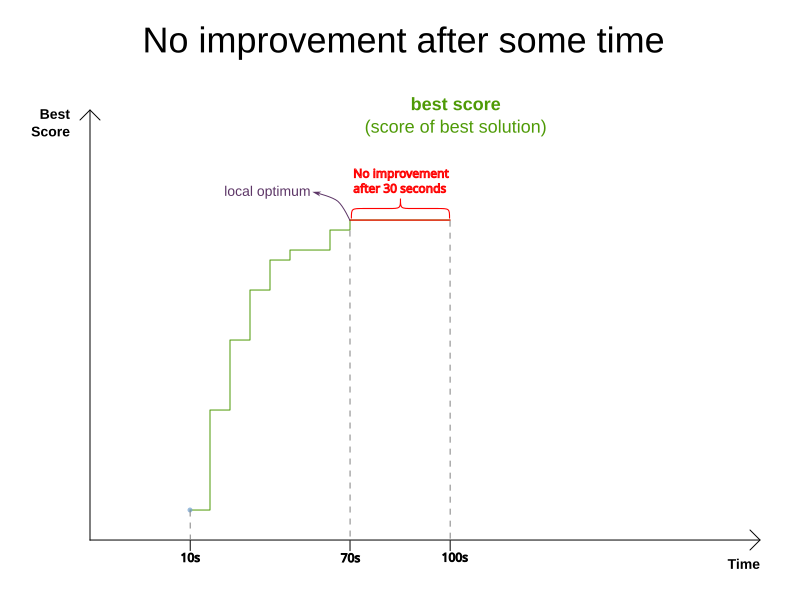 No improvement after some time
Best
Score
best score
(score of best solution)
No improvement
after 30 seconds
local optimum
10s
70s
100s
Time